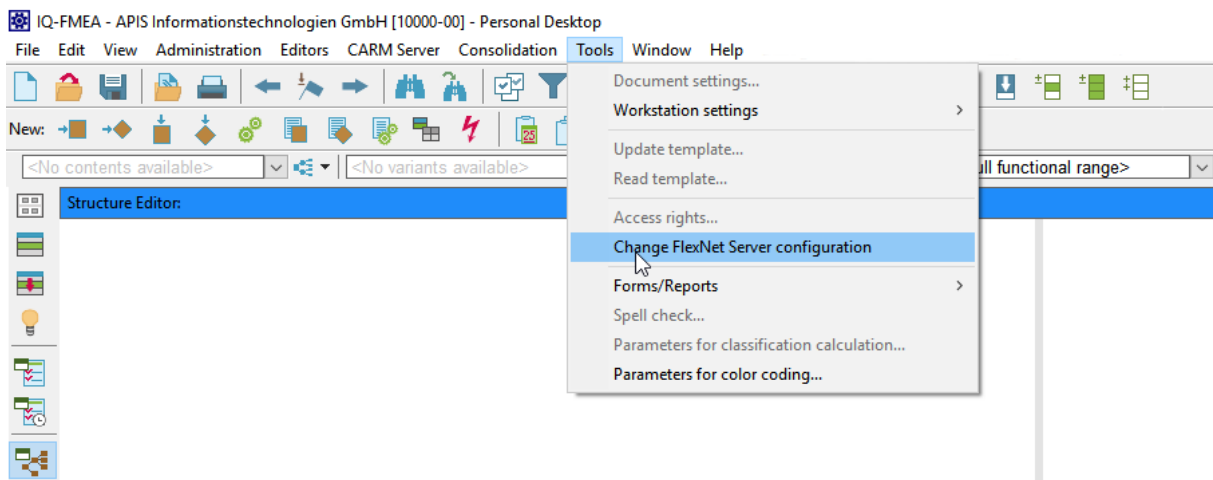 IQ-FMEA - APIS Informationstechnologien GmbH [10000-00] - Personal Desktop
File Edit View Administration Editors CARM Server Consolidation Tools Window Help
Document settings...
Workstation settings
New:
25
Update template...
<No contents available> <No variants available> ull functional range>
Read template...
Structure Editor:
Access rights...
Change FlexNet Server configuration
Forms/Reports
Spell check...
Parameters for classification calculation...
Parameters for color coding...